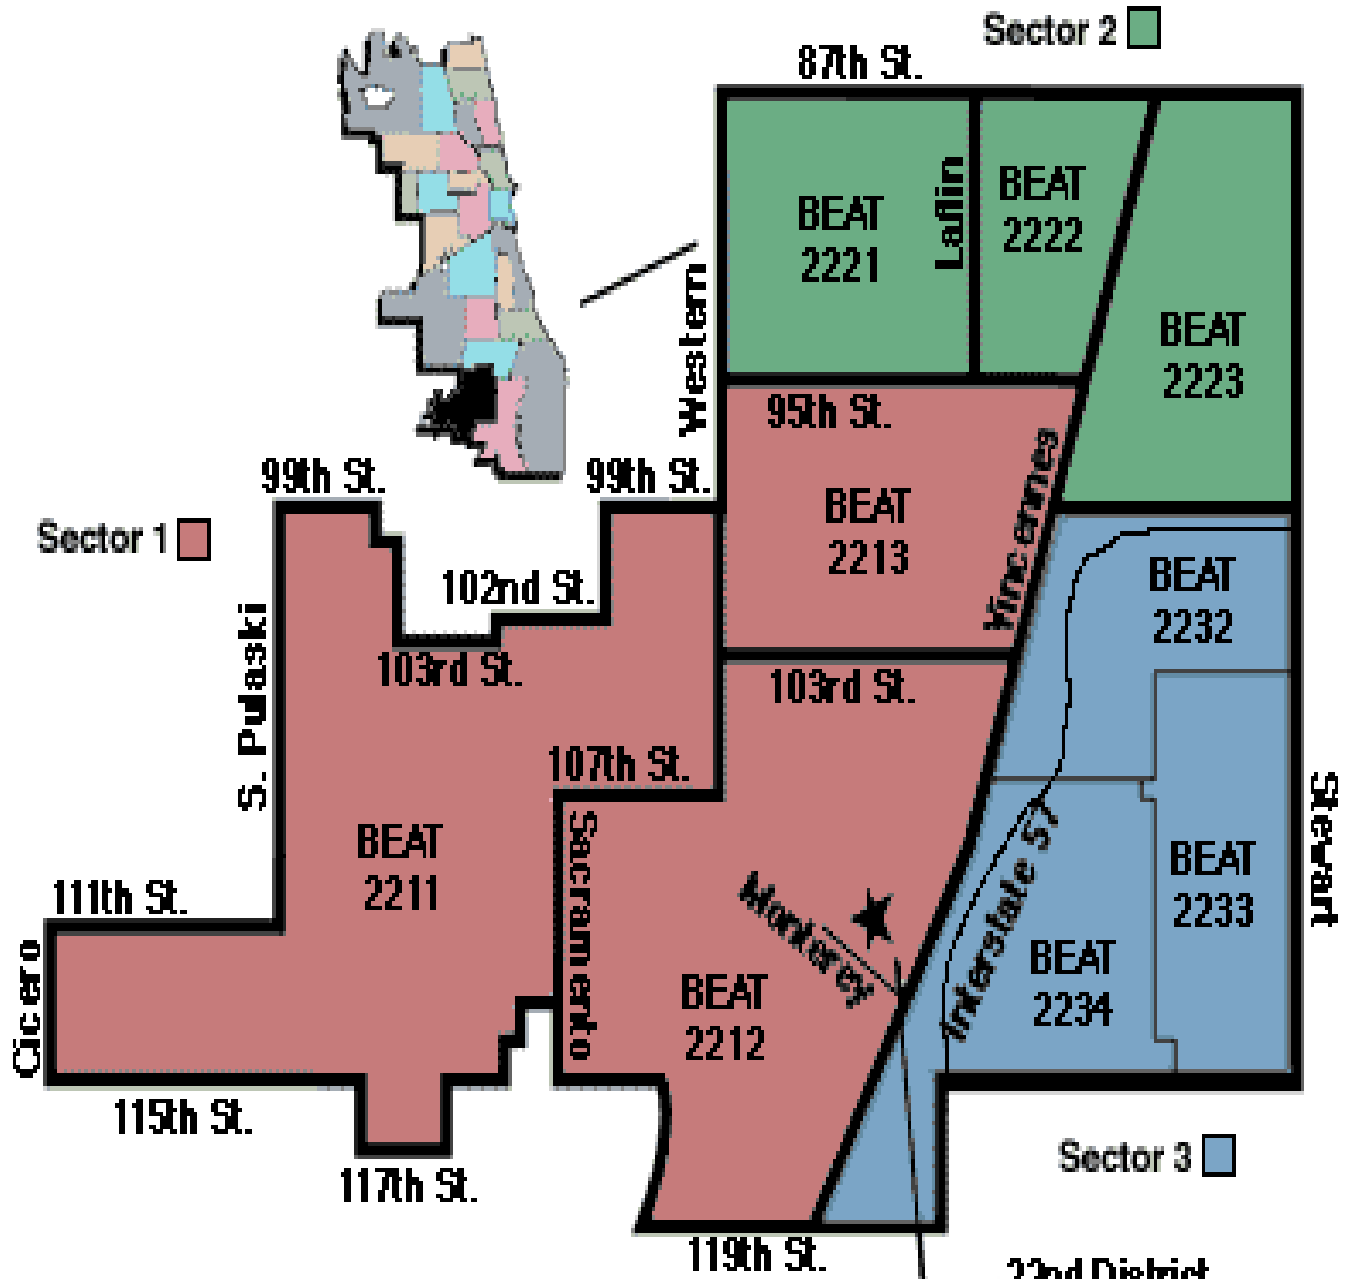 Sector 2
87th St.
BEAT
2221
Laflin
BEAT
2222
BEAT
2223
Western
95th St.
BEAT
2213
Vincennes
99th St.
99th St.
Sector 1
102nd St.
103rd St.
S. Pulaski
103rd St.
BEAT
2232
107th St.
BEAT
2211
Sacramento
111th St.
Cicero
Monterey
BEAT
2212
Interstate 57
BEAT
2233
BEAT
2234
Stewart
115th St.
117th St.
Sector 3
119th St.
22nd District